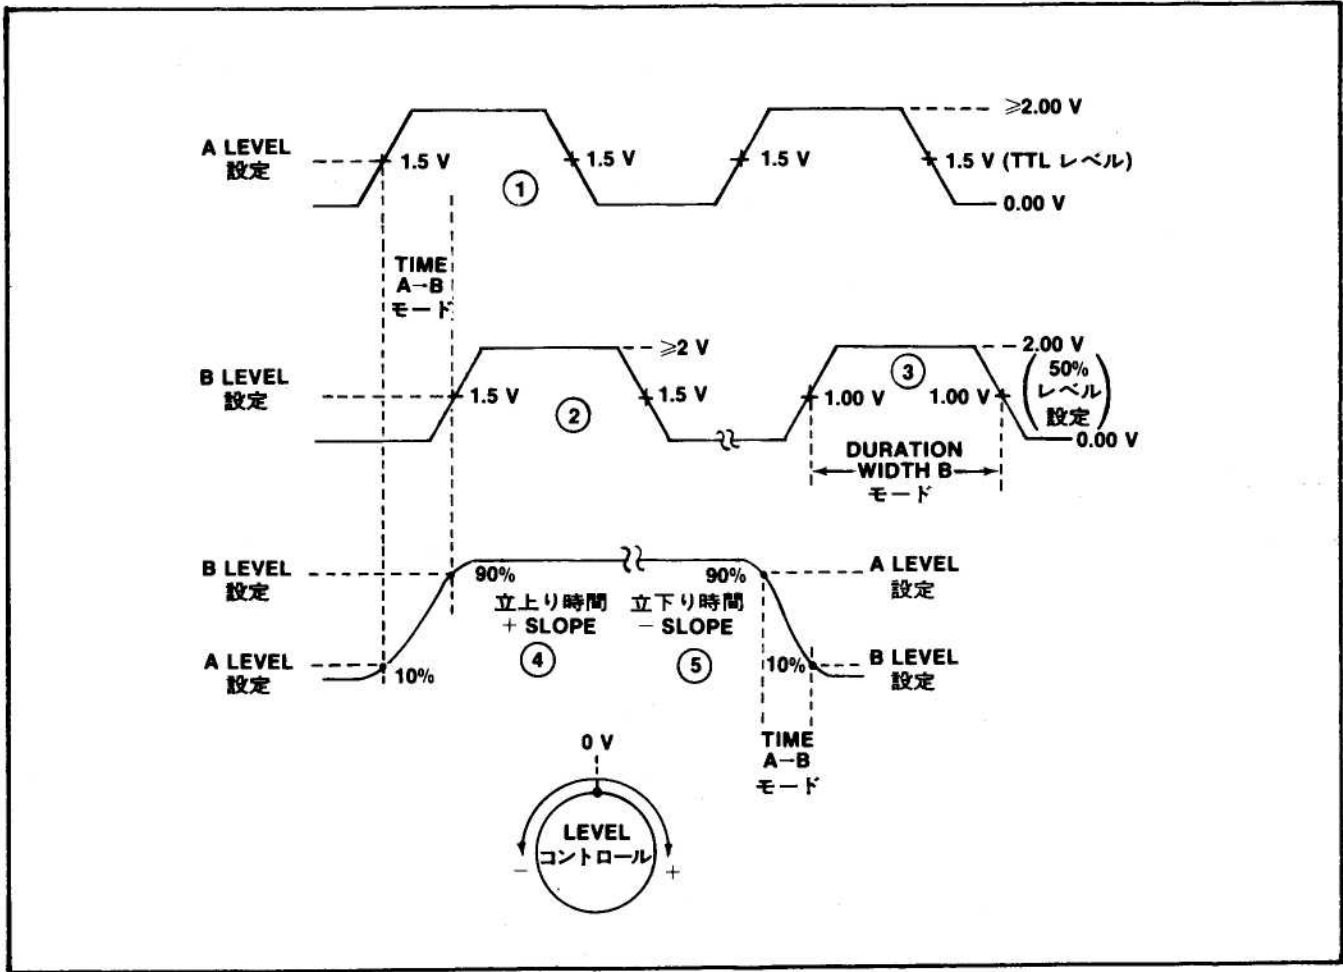 ≥2.00 V
A LEVEL
設定
1.5 V
1.5 V
1.5 V
1.5 V (TTL レベル)
①
0.00 V
TIME
A→B
モード
≥2 V
2.00 V
B LEVEL
設定
1.5 V
1.5 V
②
③
1.00 V
1.00 V
50%
レベル
設定
0.00 V
DURATION
WIDTH B
モード
B LEVEL
設定
90%
90%
A LEVEL
設定
立上り時間
+ SLOPE
④
立下り時間
− SLOPE
⑤
A LEVEL
設定
10%
10%
B LEVEL
設定
TIME
A→B
モード
0 V
LEVEL
コントロール
−
+